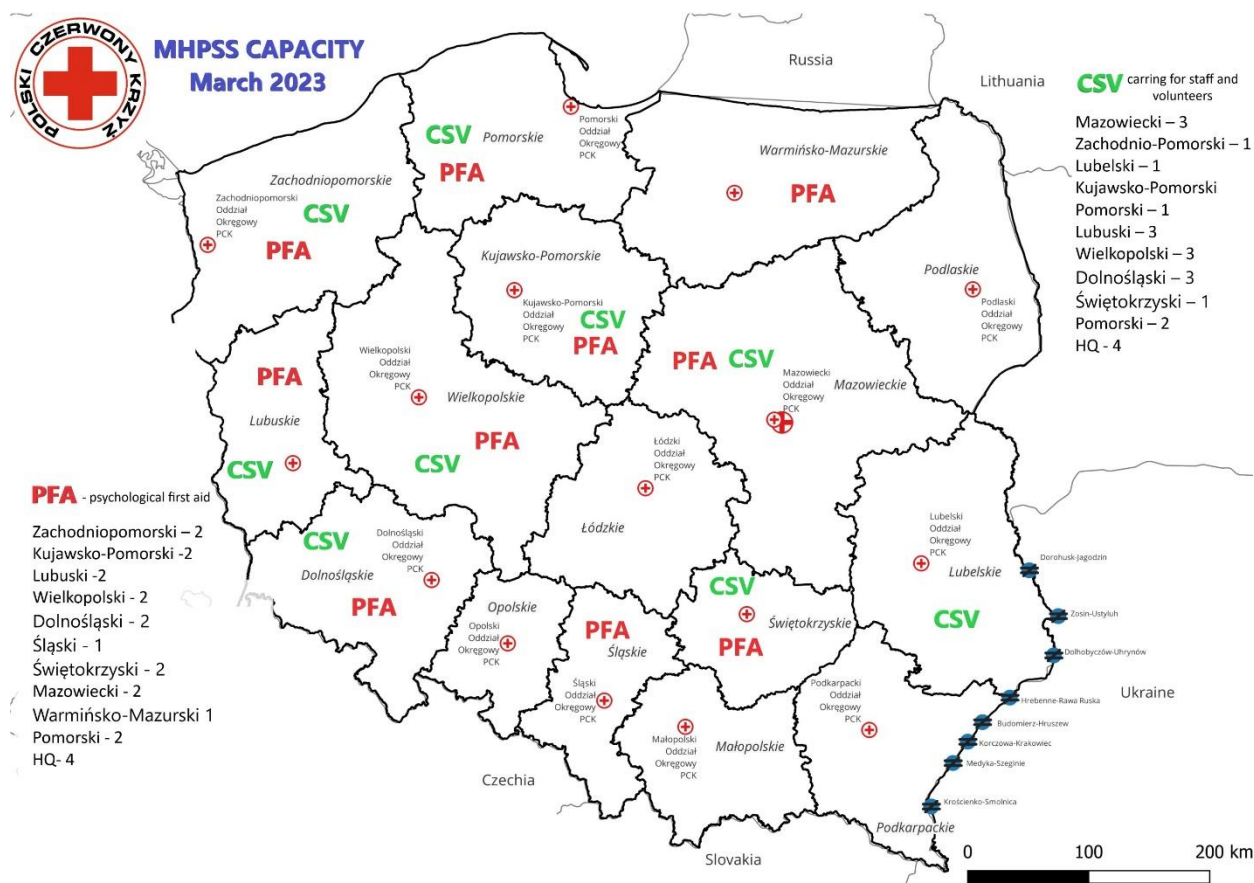 POLSKI CZERWONY KRZYŻ
MHPSS CAPACITY
March 2023
Russia
Lithuania
CSV carring for staff and
volunteers
Mazowiecki – 3
Zachodnio-Pomorski – 1
Lubelski – 1
Kujawsko-Pomorski
Pomorski – 1
Lubuski – 3
Wielkopolski – 3
Dolnośląski – 3
Świętokrzyski – 1
Pomorski – 2
HQ - 4
CSV
Pomorskie
PFA
Pomorski
Oddział
Okręgowy
PCK
Warmińsko-Mazurskie
PFA
Zachodniopomorskie
Zachodniopomorski
Oddział
Okręgowy
PCK
CSV
PFA
Kujawsko-Pomorskie
Kujawsko-Pomorski
Oddział
Okręgowy
PCK
CSV
PFA
Podlaskie
Podlaski
Oddział
Okręgowy
PCK
PFA
Lubuskie
CSV
Wielkopolski
Oddział
Okręgowy
PCK
Wielkopolskie
PFA
CSV
PFA
CSV
Mazowiecki
Oddział
Okręgowy
PCK
Mazowieckie
Łódzki
Oddział
Okręgowy
PCK
Łódzkie
PFA - psychological first aid
Zachodniopomorski – 2
Kujawsko-Pomorski -2
Lubuski -2
Wielkopolski - 2
Dolnośląski - 2
Śląski - 1
Świętokrzyski - 2
Mazowiecki - 2
Warmińsko-Mazurski 1
Pomorski - 2
HQ- 4
CSV
Dolnośląski
Oddział
Okręgowy
PCK
Dolnośląskie
PFA
Opolskie
Opolski
Oddział
Okręgowy
PCK
PFA
Śląskie
Śląski
Oddział
Okręgowy
PCK
CSV
Świętokrzyskie
PFA
Lubelski
Oddział
Okręgowy
PCK
Lubelskie
CSV
Dorohusk-Jagodzin
Zosin-Ustyluh
Dolhobyczów-Uhrynów
Hrebenne-Rawa Ruska
Budomierz-Hruszew
Korczowa-Krakowiec
Medyka-Szeginie
Krościenko-Smolnica
Ukraine
Małopolski
Oddział
Okręgowy
PCK
Małopolskie
Podkarpacki
Oddział
Okręgowy
PCK
Podkarpackie
Czechia
Slovakia
0 100 200 km